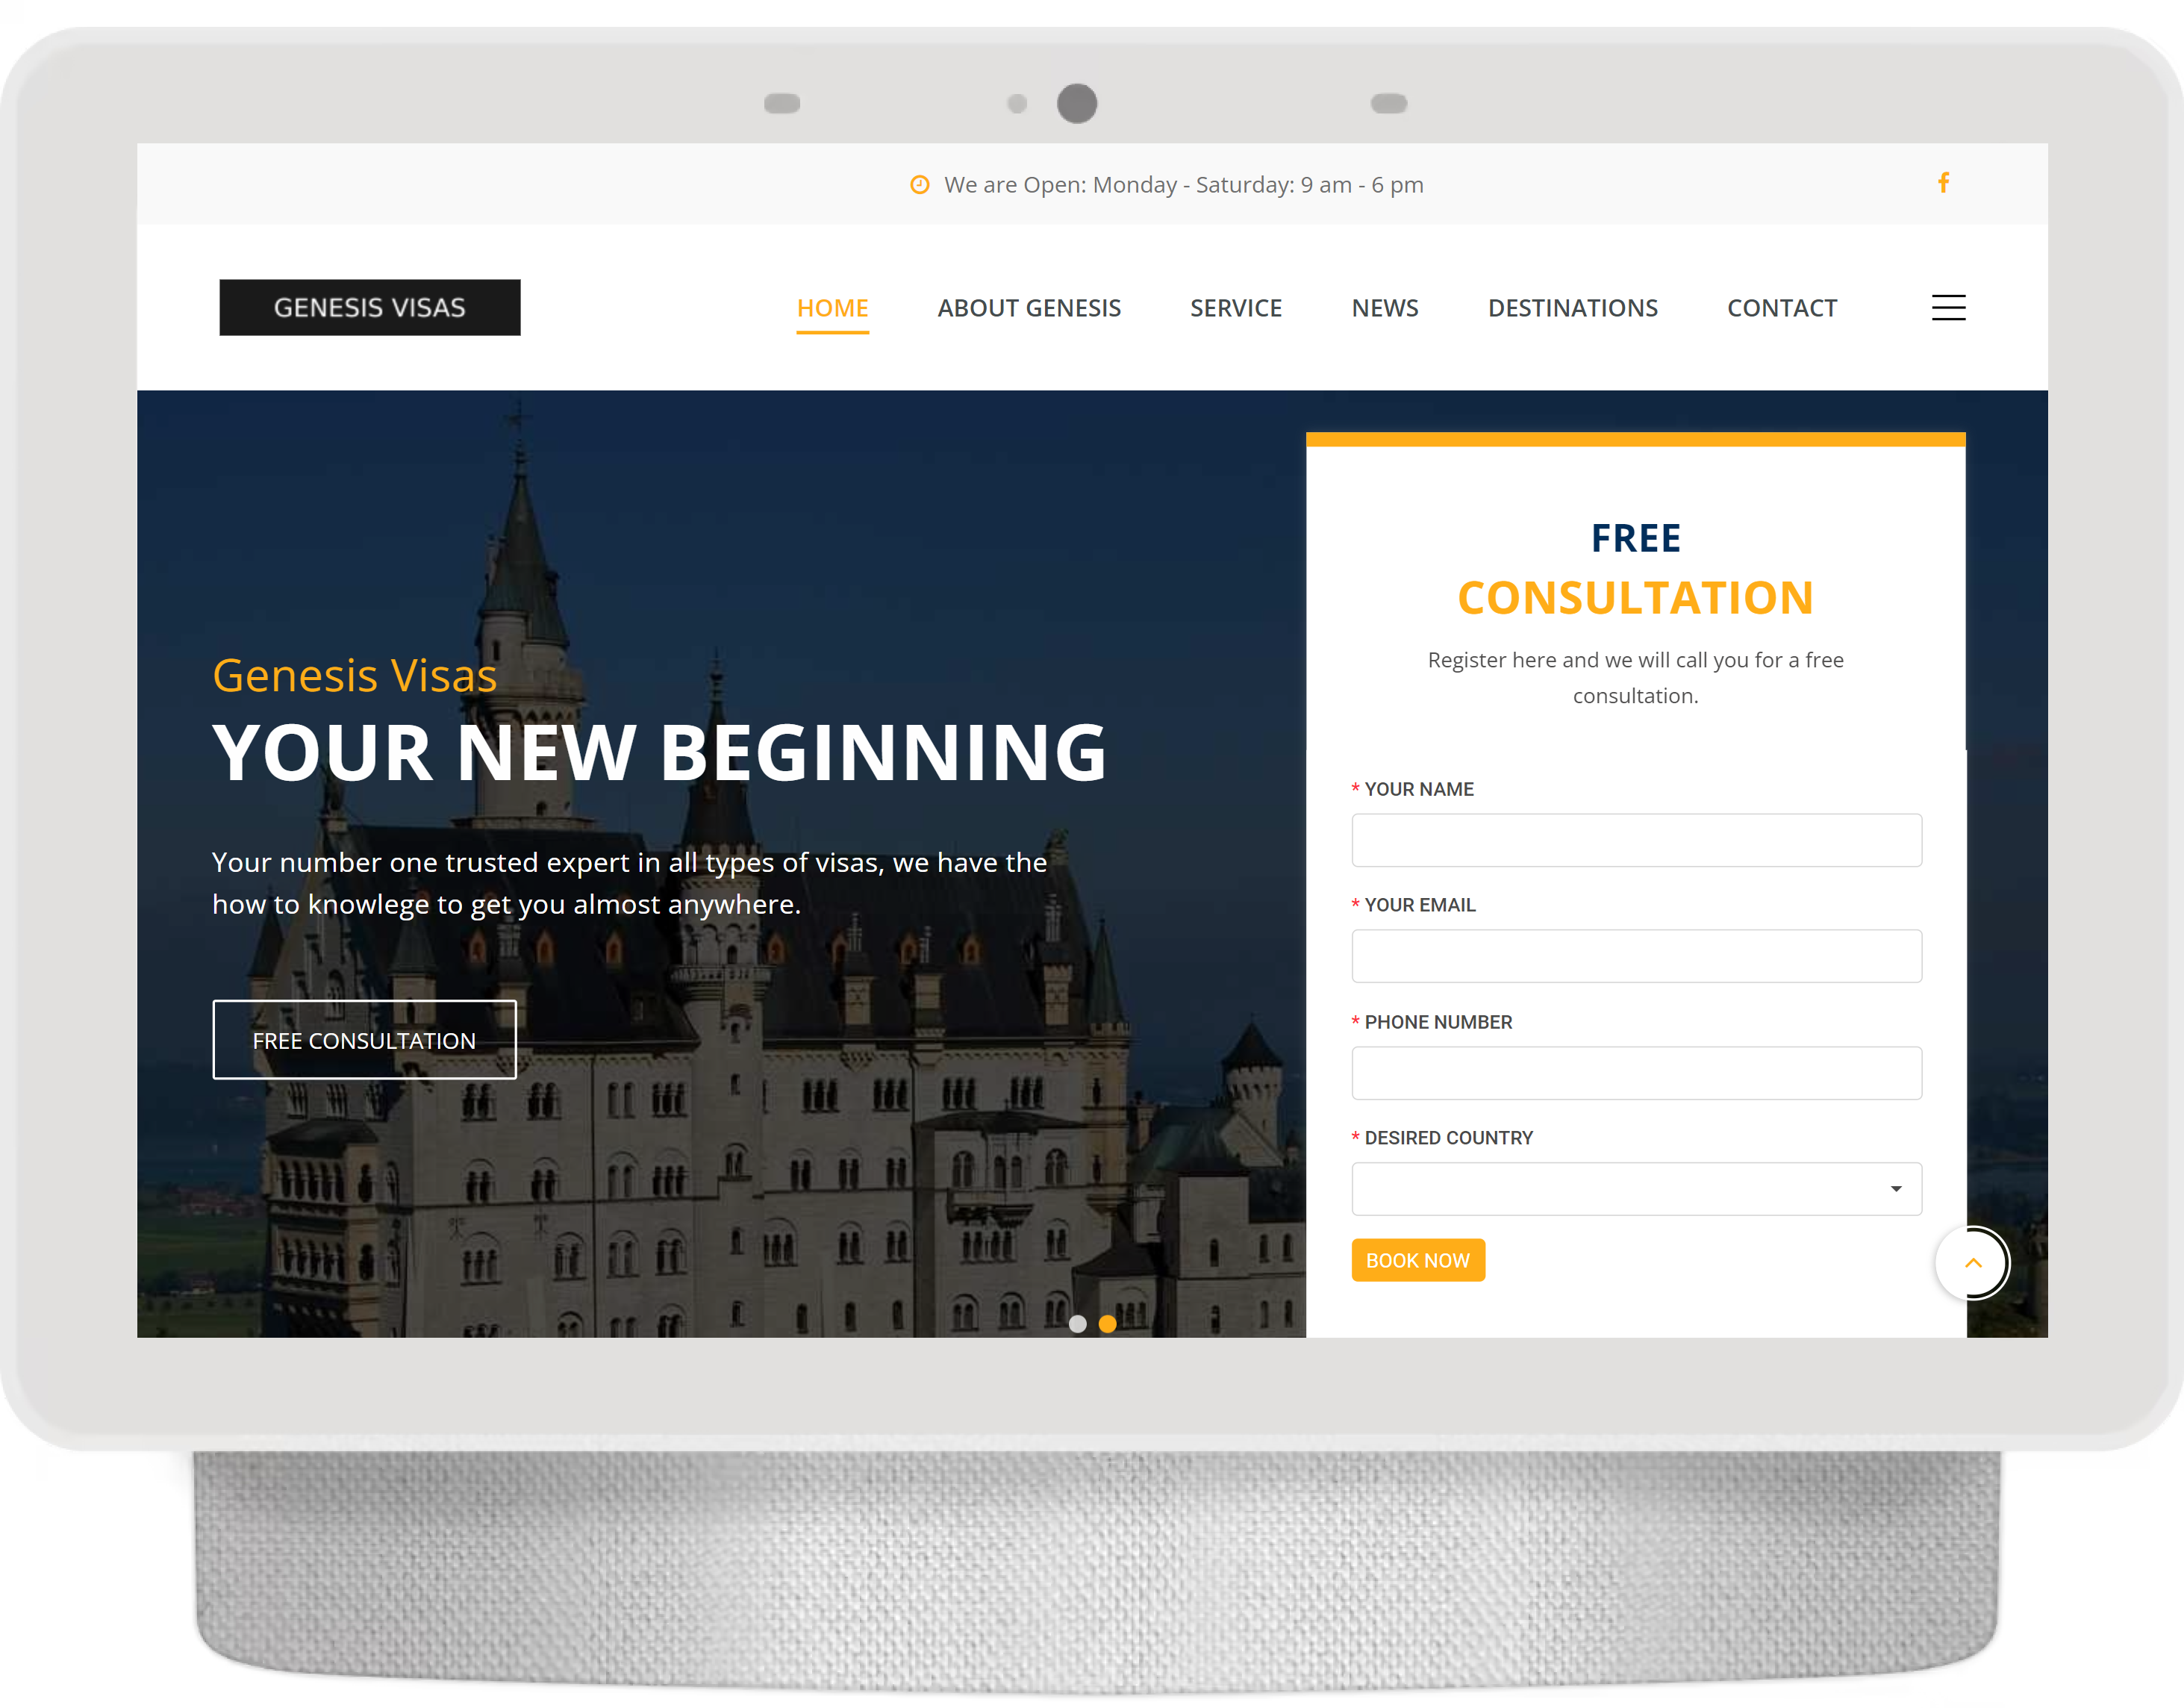 We are Open: Monday - Saturday: 9 am - 6 pm
GENESIS VISAS
HOME ABOUT GENESIS SERVICE NEWS DESTINATIONS CONTACT
Genesis Visas
YOUR NEW BEGINNING
Your number one trusted expert in all types of visas, we have the
how to knowlege to get you almost anywhere.
FREE CONSULTATION
FREE
CONSULTATION
Register here and we will call you for a free
consultation.
* YOUR NAME
* YOUR EMAIL
* PHONE NUMBER
* DESIRED COUNTRY
BOOK NOW